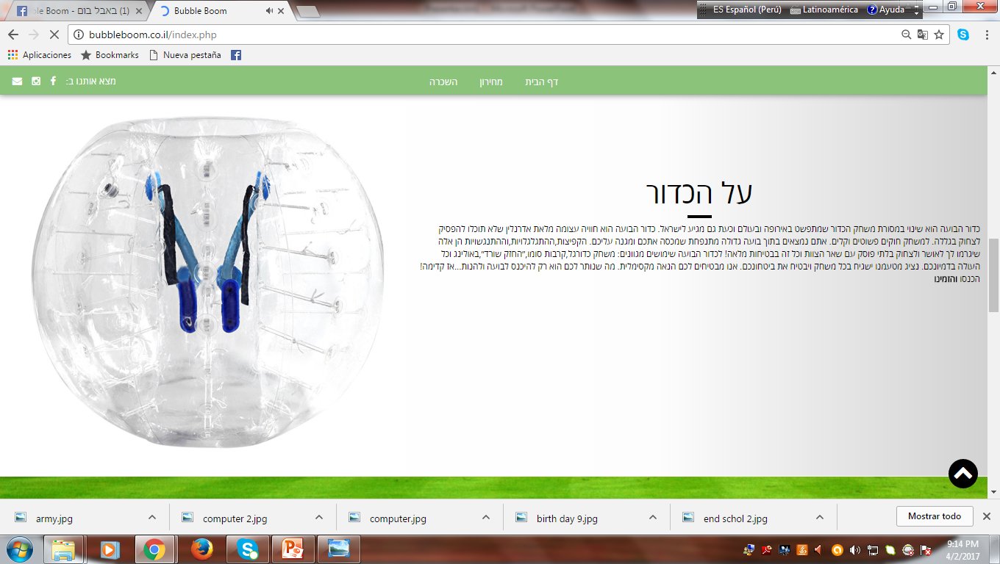 ble Boom - באבל בום (1)
Bubble Boom
ES Español (Perú)
Latinoamérica
Ayuda
bubbleboom.co.il/index.php
Aplicaciones
Bookmarks
Nueva pestaña
דף הבית
מחירון
השכרה
מצא אותנו ב:
על הכדור
כדור הבועה הוא שינוי במסורת משחק הכדור שמתפשט באירופה ובעולם וכעת גם מגיע לישראל. כדור הבועה הוא חוויה עצומה מלאת אדרנלין שלא תוכלו להפסיק
לצחוק בגללה. למשחק חוקים פשוטים וקלים. אתם נמצאים בתוך בועה גדולה מתנפחת שמכסה אתכם ומגנה עליכם. הקפיצות,ההתגלגלויות,וההתנגשויות הן אלה
שיגרמו לך לאושר ולצחוק בלתי פוסק עם שאר הצוות וכל זה בבטיחות מלאה! לכדור הבועה שימושים מגוונים: משחק כדורגל,קרבות סומו,"החזק שורד",באולינג וכל
העולה בדמיונכם. נציג מטעמנו ישגיח בכל משחק ויבטיח את ביטחונכם. אנו מבטיחים לכם הנאה מקסימלית. מה שנותר לכם הוא רק להיכנס לבועה ולהנות...אז קדימה!
הכנסו והזמינו
army.jpg
computer 2.jpg
computer.jpg
birth day 9.jpg
end schol 2.jpg
Mostrar todo
9:14 PM
4/2/2017